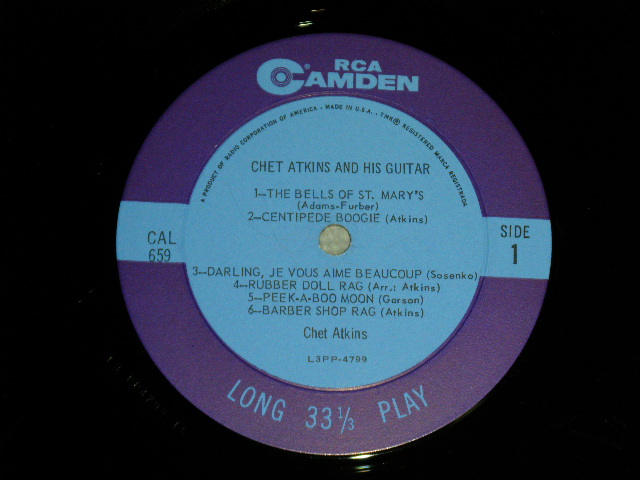 RCA
CAMDEN
A PRODUCT OF RADIO CORPORATION OF AMERICA • MADE IN U.S.A. • TMK® REGISTERED MARCA REGISTRADA
CHET ATKINS AND HIS GUITAR
1—THE BELLS OF ST. MARY'S
(Adams-Furber)
2—CENTIPEDE BOOGIE (Atkins)
CAL
659
SIDE
1
3—DARLING, JE VOUS AIME BEAUCOUP (Sosenko)
4—RUBBER DOLL RAG (Arr.: Atkins)
5—PEEK-A-BOO MOON (Garson)
6—BARBER SHOP RAG (Atkins)
Chet Atkins
L3PP-4799
LONG 33⅓ PLAY